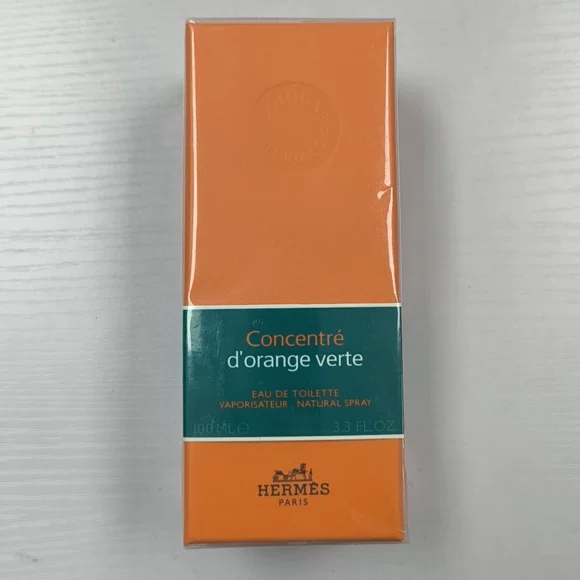 Concentré
d'orange verte
EAU DE TOILETTE
VAPORISATEUR . NATURAL SPRAY
100 ML ℮ 3.3 FL.OZ
HERMÈS
PARIS